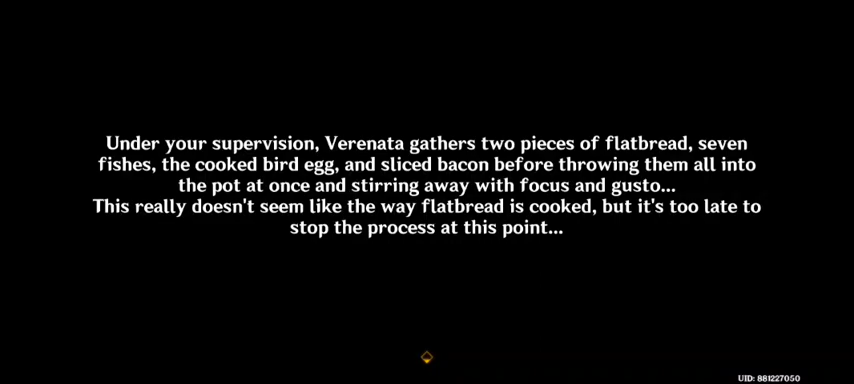 Under your supervision, Verenata gathers two pieces of flatbread, seven
fishes, the cooked bird egg, and sliced bacon before throwing them all into
the pot at once and stirring away with focus and gusto...
This really doesn't seem like the way flatbread is cooked, but it's too late to
stop the process at this point...
UID: 881227050